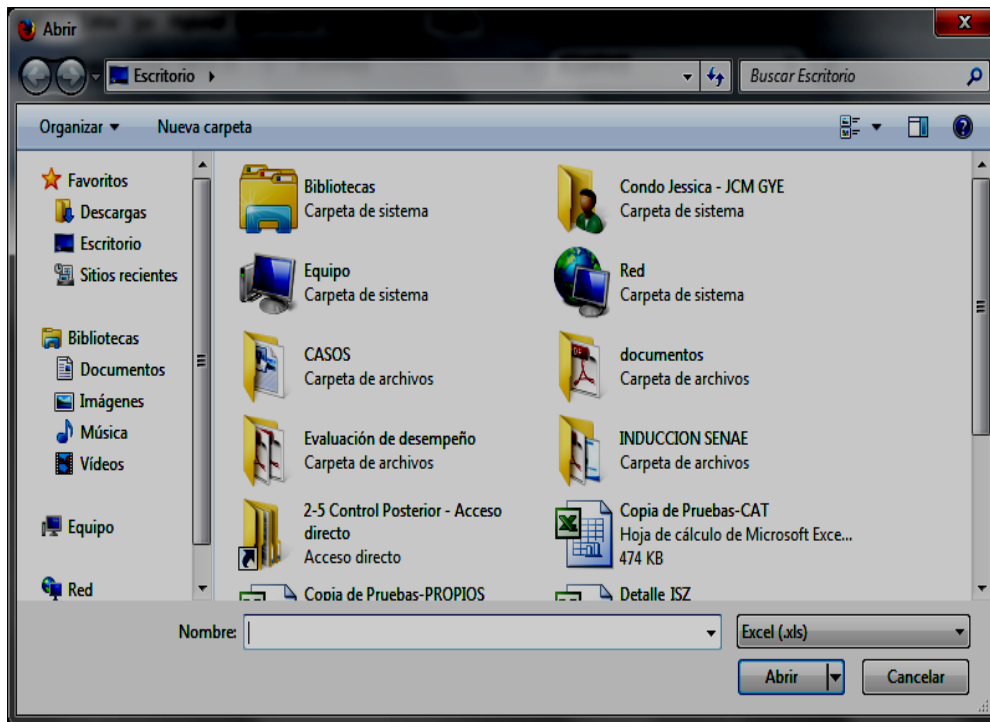 Abrir
Escritorio
Buscar Escritorio
Organizar
Nueva carpeta
Favoritos
Descargas
Escritorio
Sitios recientes
Bibliotecas
Documentos
Imágenes
Música
Vídeos
Equipo
Red
Bibliotecas
Carpeta de sistema
Condo Jessica - JCM GYE
Carpeta de sistema
Equipo
Carpeta de sistema
Red
Carpeta de sistema
CASOS
Carpeta de archivos
documentos
Carpeta de archivos
Evaluación de desempeño
Carpeta de archivos
INDUCCION SENAE
Carpeta de archivos
2-5 Control Posterior - Acceso
directo
Acceso directo
Copia de Pruebas-CAT
Hoja de cálculo de Microsoft Exce...
474 KB
Copia de Pruebas-PROPIOS
Detalle ISZ
Nombre:
Excel (.xls)
Abrir
Cancelar